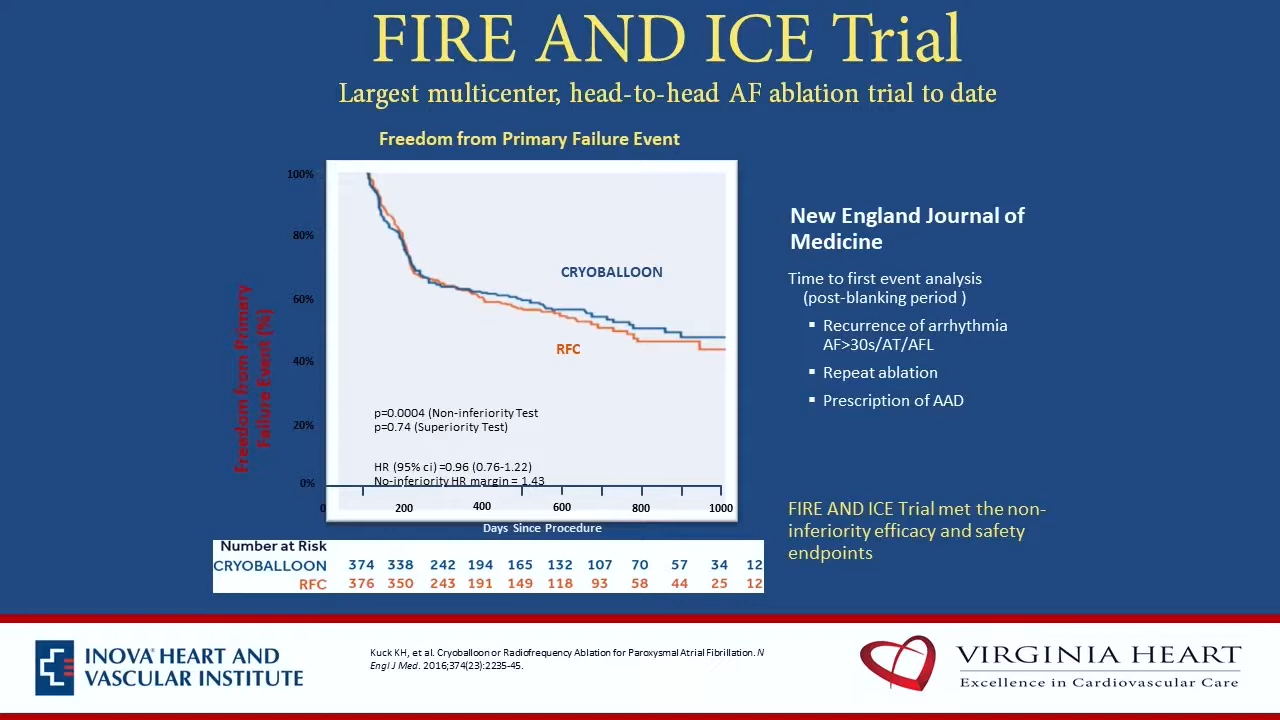 FIRE AND ICE Trial
Largest multicenter, head-to-head AF ablation trial to date
Freedom from Primary Failure Event
Freedom from Primary
Failure Event (%)
100%
80%
60%
40%
20%
0%
CRYOBALLOON
RFC
p=0.0004 (Non-inferiority Test
p=0.74 (Superiority Test)
HR (95% ci) =0.96 (0.76-1.22)
No-inferiority HR margin = 1.43
0 200 400 600 800 1000
Days Since Procedure
Number at Risk
CRYOBALLOON 374 338 242 194 165 132 107 70 57 34 12
RFC 376 350 243 191 149 118 93 58 44 25 12
New England Journal of
Medicine
Time to first event analysis
(post-blanking period )
▪ Recurrence of arrhythmia
AF>30s/AT/AFL
▪ Repeat ablation
▪ Prescription of AAD
FIRE AND ICE Trial met the non-
inferiority efficacy and safety
endpoints
INOVA® HEART AND
VASCULAR INSTITUTE
Kuck KH, et al. Cryoballoon or Radiofrequency Ablation for Paroxysmal Atrial Fibrillation. N
Engl J Med. 2016;374(23):2235-45.
VIRGINIA HEART
Excellence in Cardiovascular Care